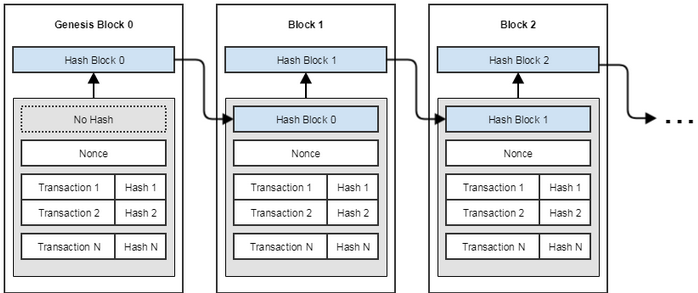 Genesis Block 0
Hash Block 0
No Hash
Nonce
Transaction 1 Hash 1
Transaction 2 Hash 2
Transaction N Hash N
Block 1
Hash Block 1
Hash Block 0
Nonce
Transaction 1 Hash 1
Transaction 2 Hash 2
Transaction N Hash N
Block 2
Hash Block 2
Hash Block 1
Nonce
Transaction 1 Hash 1
Transaction 2 Hash 2
Transaction N Hash N
...